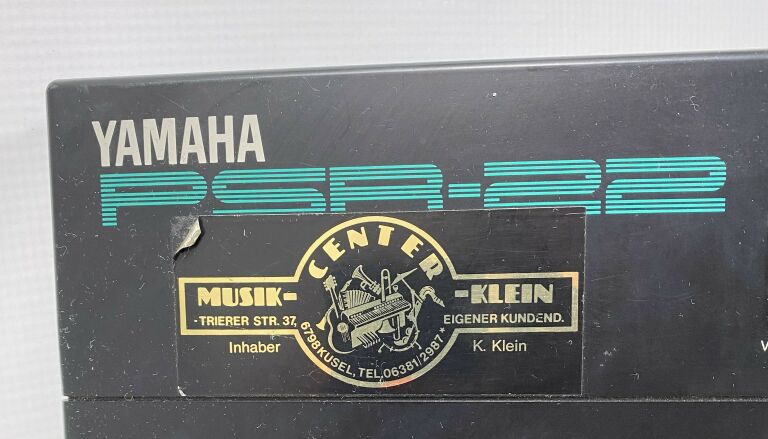 YAMAHA
PSR-22
CENTER
MUSIK- -KLEIN
-TRIERER STR. 37, EIGENER KUNDEND.
6798 KUSEL, TEL. 06381/2987 *
Inhaber K. Klein